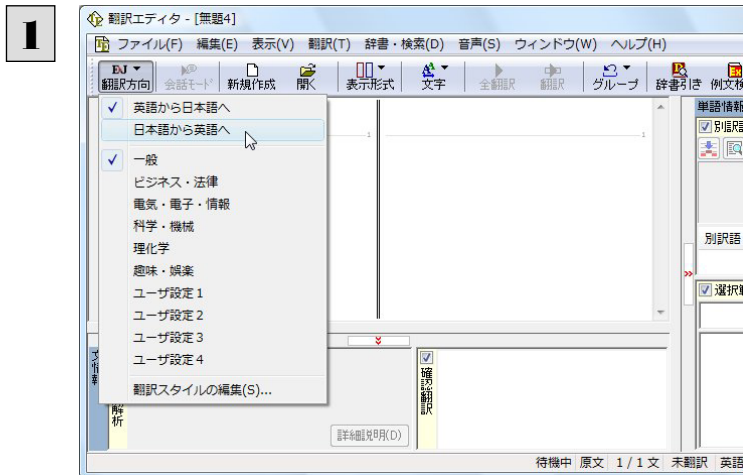 1
翻訳エディタ - [無題4]
ファイル(F) 編集(E) 表示(V) 翻訳(T) 辞書・検索(D) 音声(S) ウィンドウ(W) ヘルプ(H)
EJ
翻訳方向 会話モード 新規作成 開く 表示形式 文字 全翻訳 翻訳 グループ 辞書引き 例文検
英語から日本語へ
日本語から英語へ
一般
ビジネス・法律
電気・電子・情報
科学・機械
理化学
趣味・娯楽
ユーザ設定1
ユーザ設定2
ユーザ設定3
ユーザ設定4
翻訳スタイルの編集(S)...
1
1
単語情報
別訳語
別訳語
選択
文情報
解析
詳細説明(D)
確認翻訳
待機中 原文 1/1文 未翻訳 英語